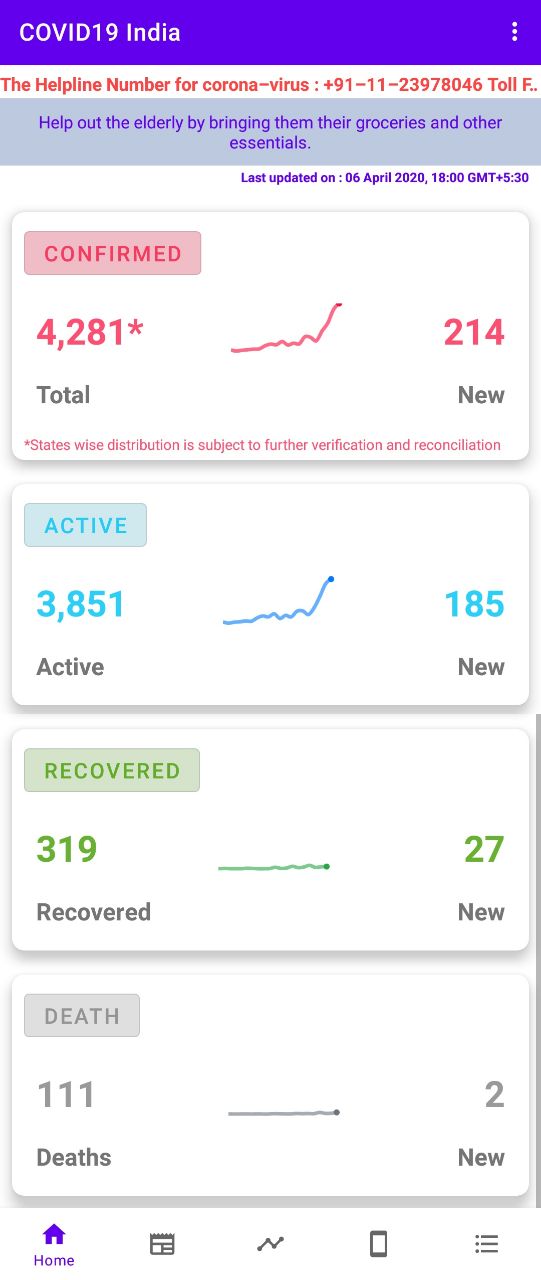 COVID19 India
The Helpline Number for corona-virus : +91-11-23978046 Toll F..
Help out the elderly by bringing them their groceries and other
essentials.
Last updated on : 06 April 2020, 18:00 GMT+5:30
CONFIRMED
4,281* 214
Total New
*States wise distribution is subject to further verification and reconciliation
ACTIVE
3,851 185
Active New
RECOVERED
319 27
Recovered New
DEATH
111 2
Deaths New
Home